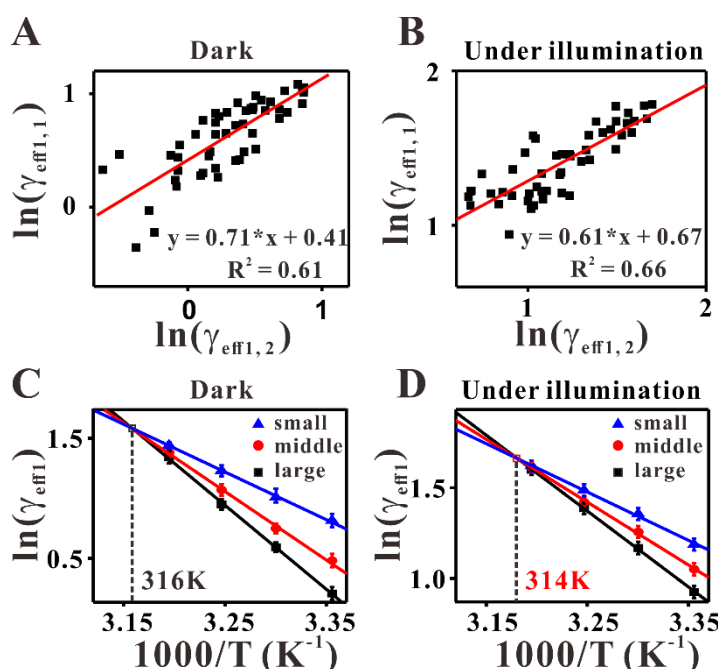 A
Dark
ln(γeff1,1)
1
0
y = 0.71*x + 0.41
R² = 0.61
0
1
ln(γeff1,2)
B
Under illumination
ln(γeff1,1)
2
1
y = 0.61*x + 0.67
R² = 0.66
1
2
ln(γeff1,2)
C
Dark
ln(γeff1)
1.5
0.5
small
middle
large
316K
3.15
3.25
3.35
1000/T (K⁻¹)
D
Under illumination
ln(γeff1)
1.5
1.0
small
middle
large
314K
3.15
3.25
3.35
1000/T (K⁻¹)